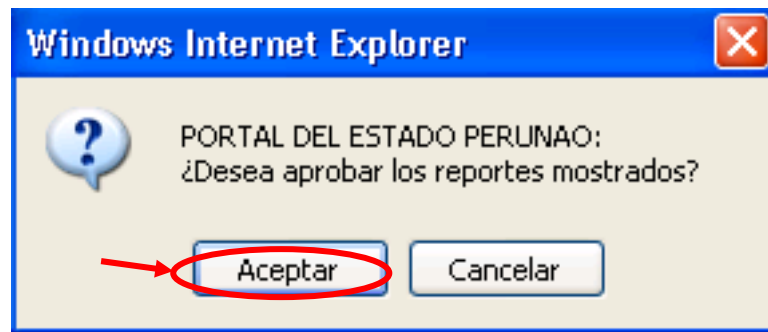 Windows Internet Explorer
PORTAL DEL ESTADO PERUNAO:
¿Desea aprobar los reportes mostrados?
Aceptar Cancelar